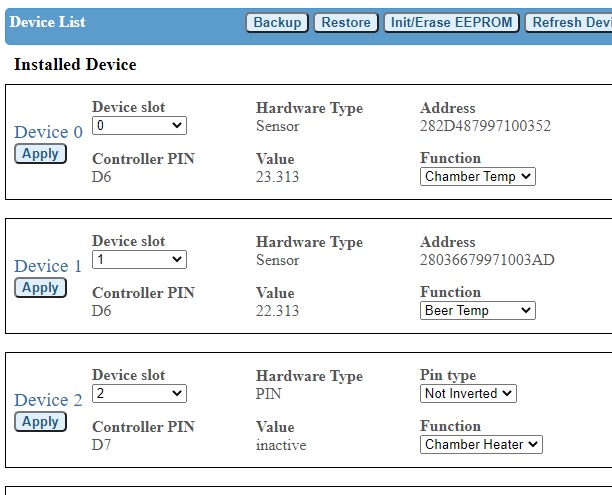 Device List Backup Restore Init/Erase EEPROM Refresh Devi
Installed Device
Device slot Hardware Type Address
Device 0 0 Sensor 282D487997100352
Apply Controller PIN Value Function
D6 23.313 Chamber Temp
Device slot Hardware Type Address
Device 1 1 Sensor 28036679971003AD
Apply Controller PIN Value Function
D6 22.313 Beer Temp
Device slot Hardware Type Pin type
Device 2 2 PIN Not Inverted
Apply Controller PIN Value Function
D7 inactive Chamber Heater